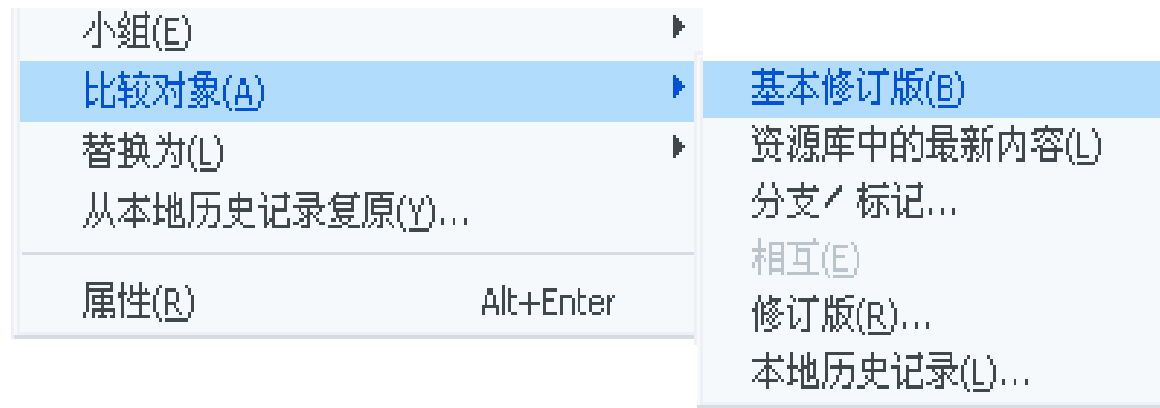 小组(E)
比较对象(A)
替换为(L)
从本地历史记录复原(Y)...
属性(R) Alt+Enter
基本修订版(B)
资源库中的最新内容(L)
分支/ 标记...
相互(E)
修订版(R)...
本地历史记录(L)...